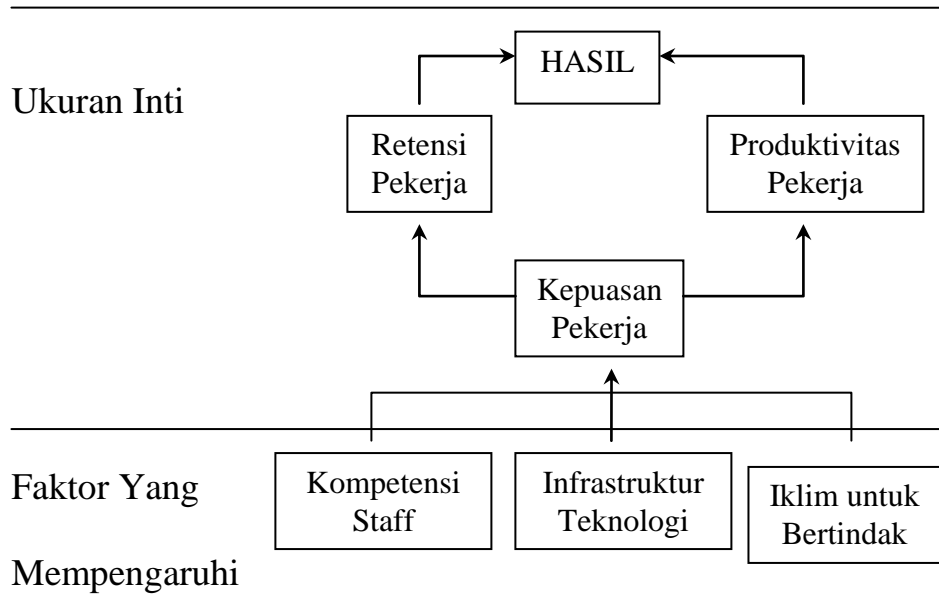 HASIL
Ukuran Inti
Retensi
Pekerja
Produktivitas
Pekerja
Kepuasan
Pekerja
Faktor Yang
Mempengaruhi
Kompetensi
Staff
Infrastruktur
Teknologi
Iklim untuk
Bertindak